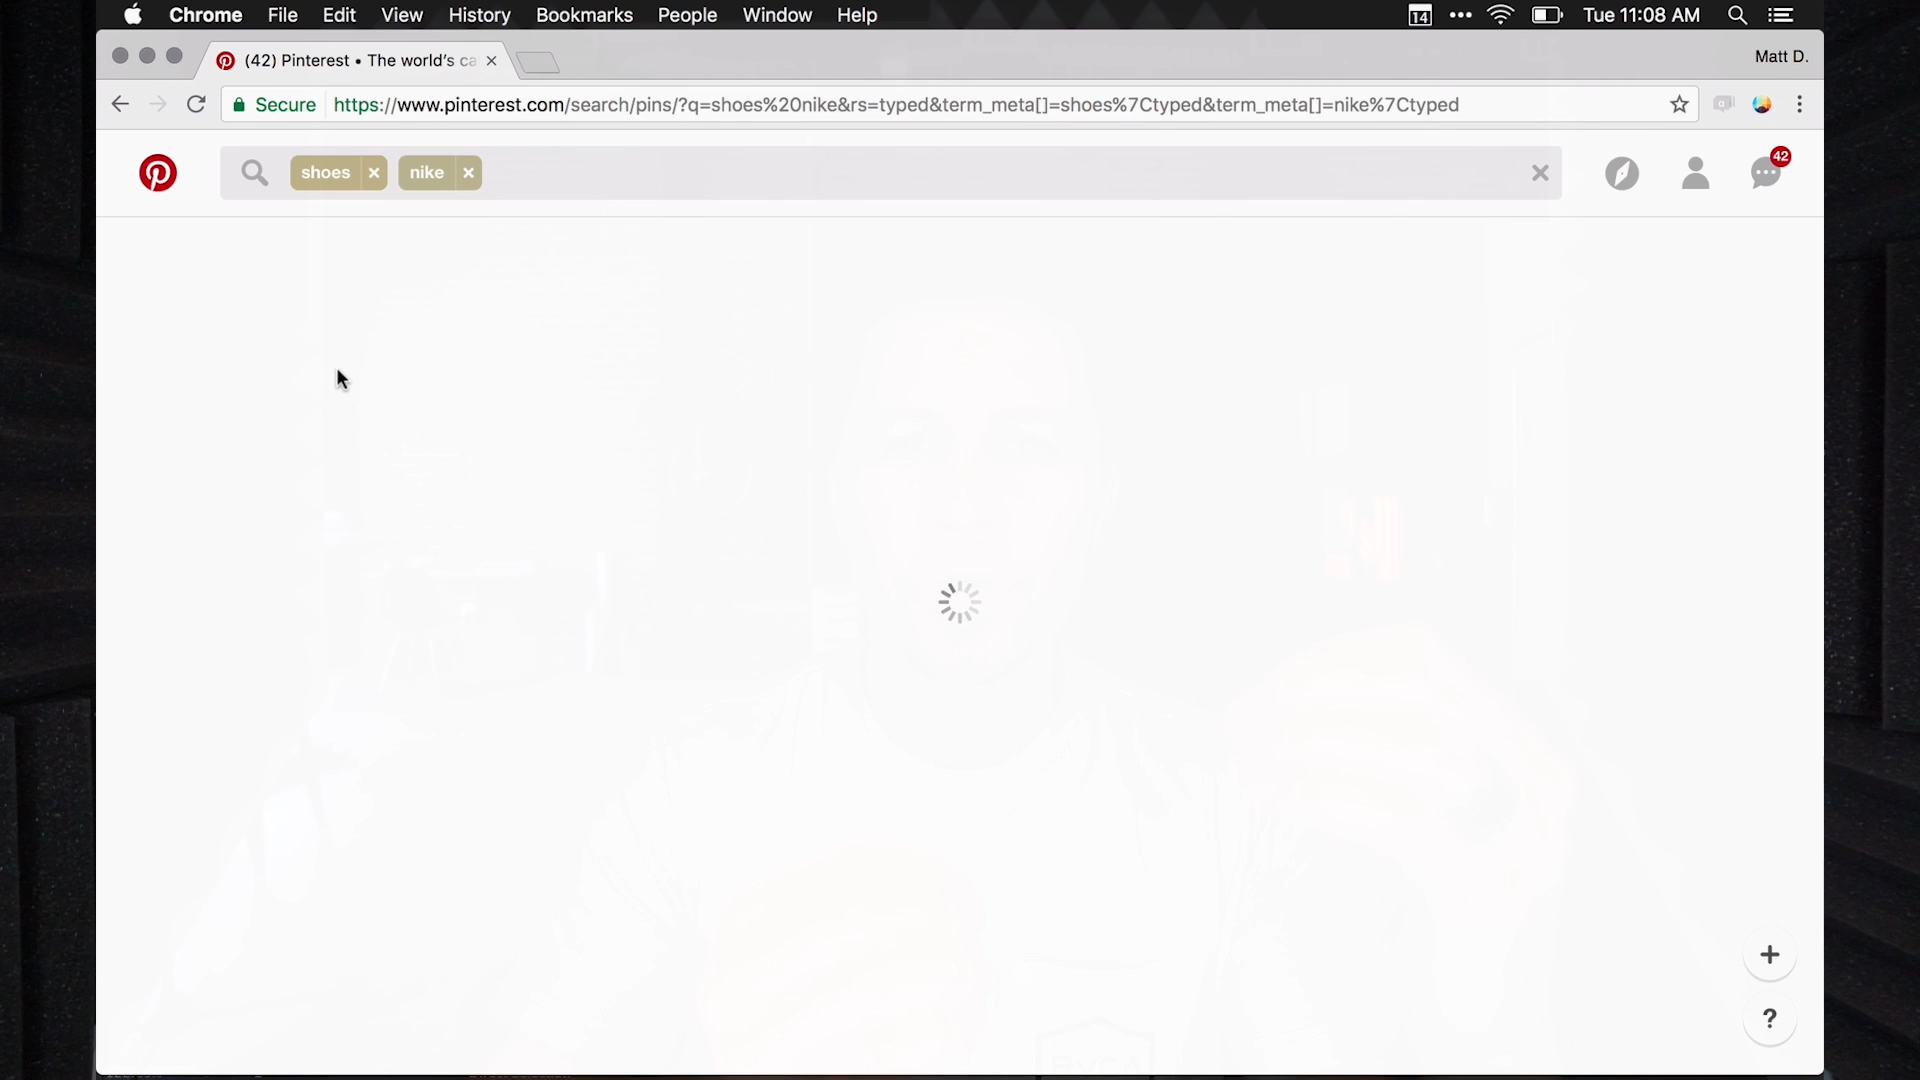 Chrome File Edit View History Bookmarks People Window Help 14 Tue 11:08 AM
(42) Pinterest • The world's ca Matt D.
Secure https://www.pinterest.com/search/pins/?q=shoes%20nike&rs=typed&term_meta[]=shoes%7Ctyped&term_meta[]=nike%7Ctyped
shoes × nike × 42
+
?